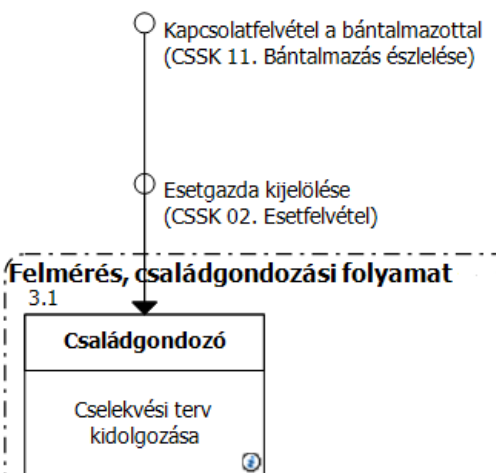 Kapcsolatfelvétel a bántalmazottal
(CSSK 11. Bántalmazás észlelése)
Esetgazda kijelölése
(CSSK 02. Esetfelvétel)
Felmérés, családgondozási folyamat
3.1
Családgondozó
Cselekvési terv
kidolgozása